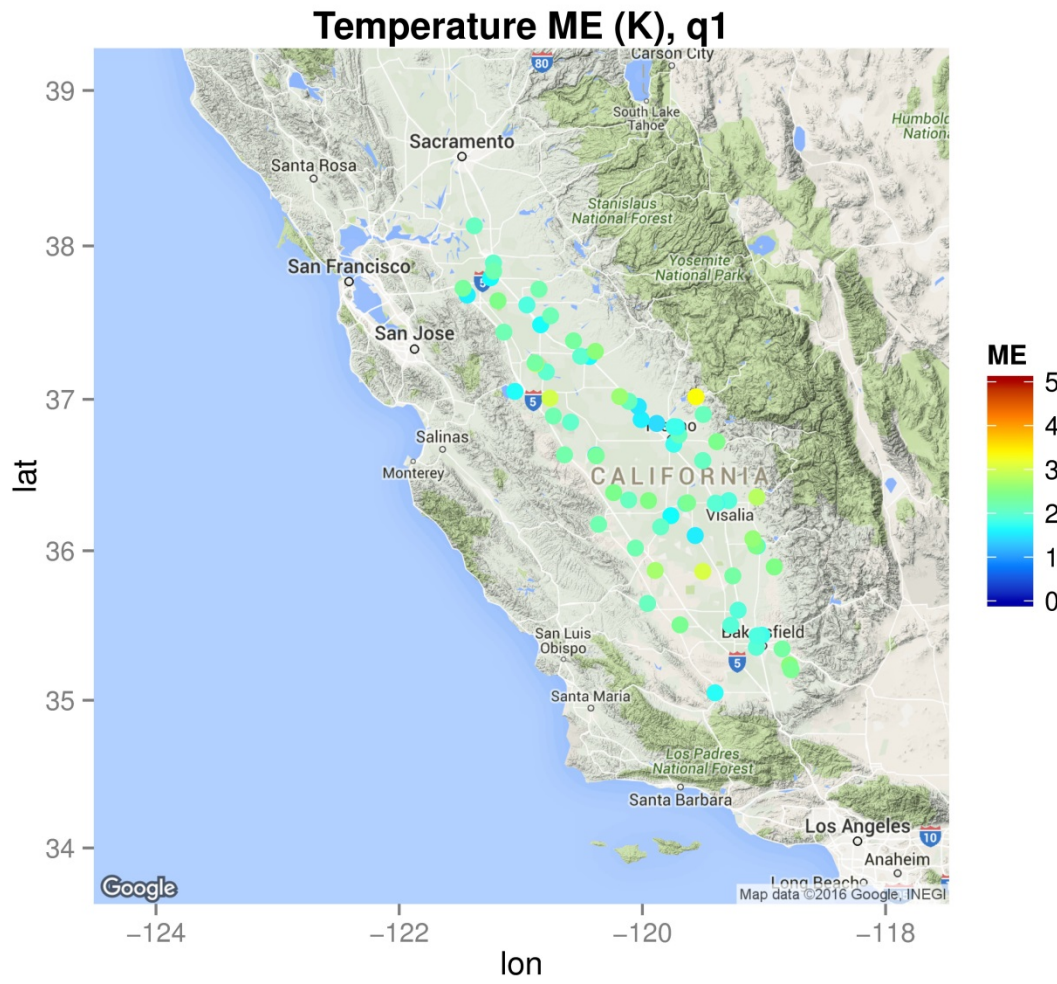 Temperature ME (K), q1
lat
39
38
37
36
35
34
80
Carson City
South Lake
Tahoe
Sacramento
Santa Rosa
Stanislaus
National Forest
San Francisco
5
Yosemite
National Park
San Jose
5
Salinas
Monterey
CALIFORNIA
Visalia
San Luis
Obispo
5
Santa Maria
Los Padres
National Forest
Santa Barbara
Los Angeles
10
Anaheim
Google
Map data ©2016 Google, INEGI
−124
−122
−120
−118
lon
ME
5
4
3
2
1
0